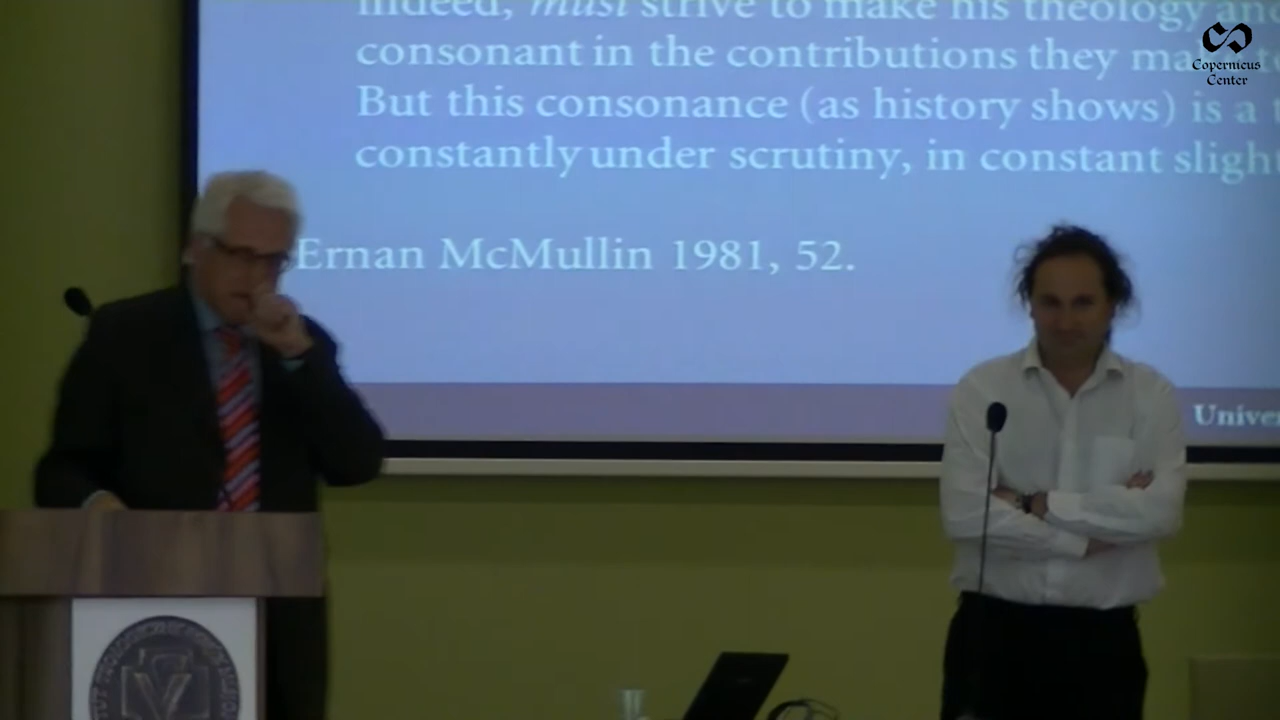 indeed, must strive to make his theology and
consonant in the contributions they ma
But this consonance (as history shows) is a
constantly under scrutiny, in constant sligh
Ernan McMullin 1981, 52.
Copernicus
Center